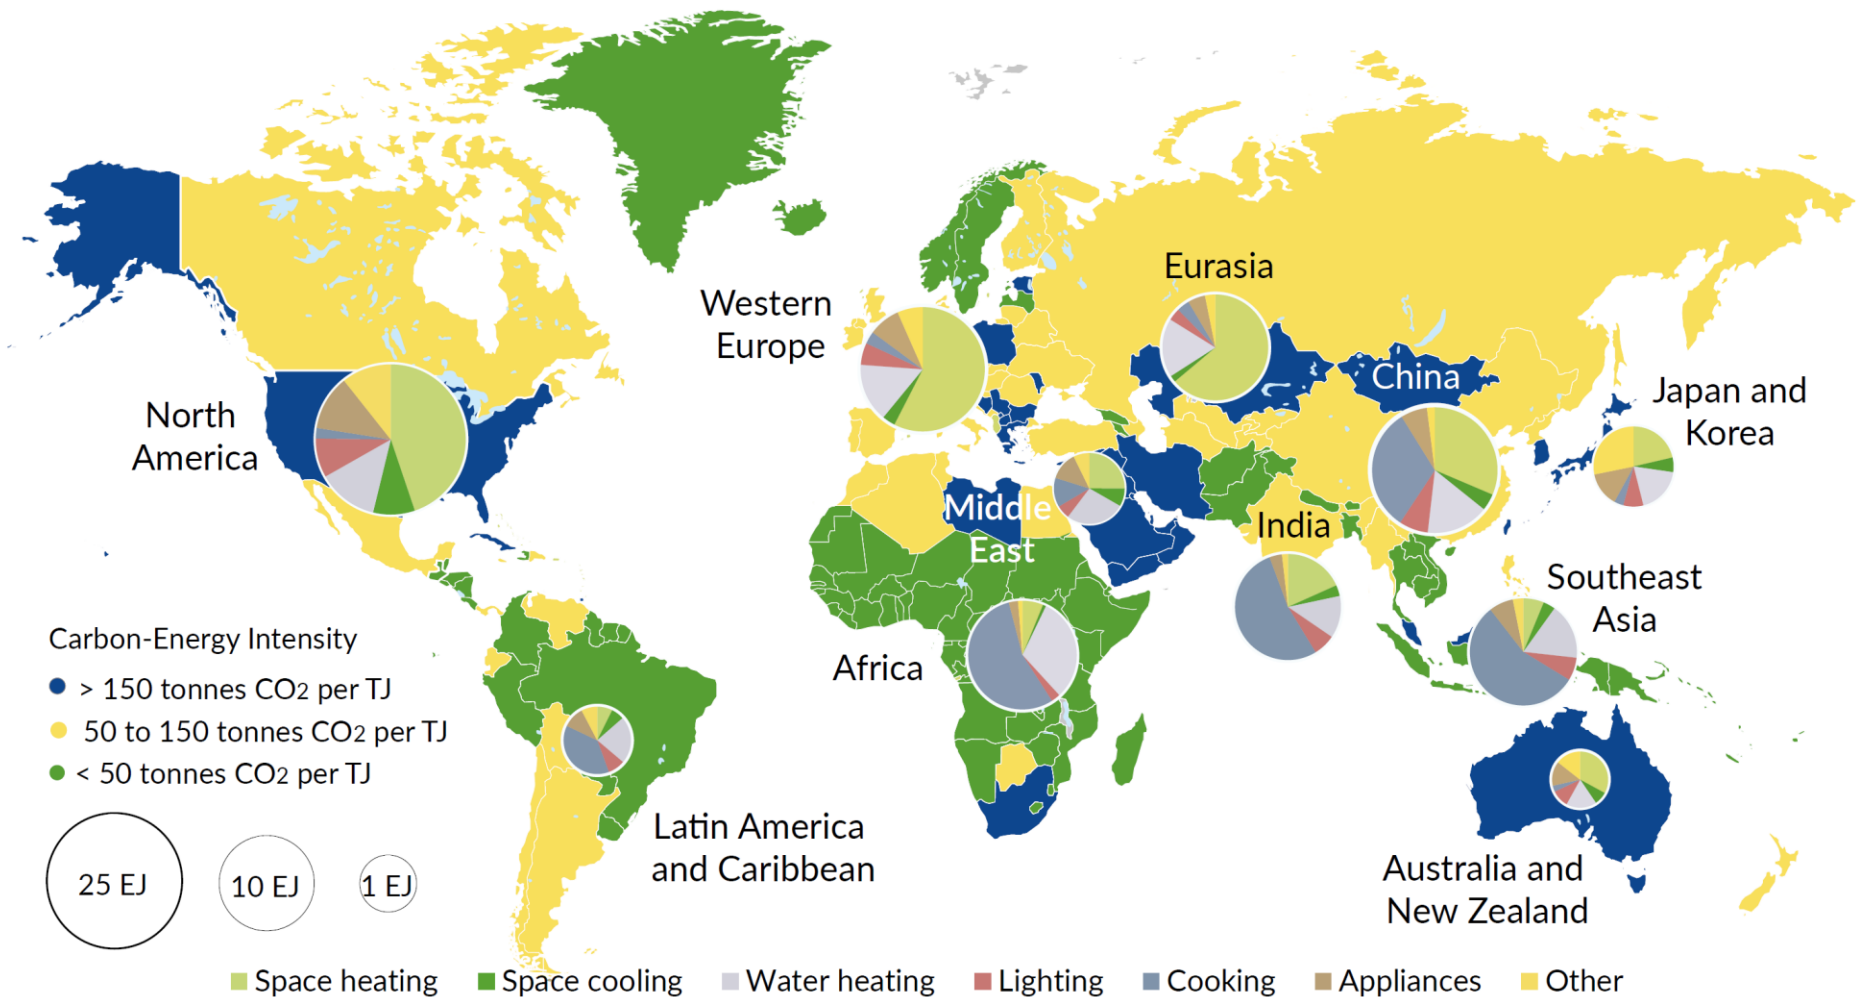 Eurasia
Western
Europe
China
Japan and
Korea
North
America
Middle
East
India
Southeast
Asia
Africa
Carbon-Energy Intensity
> 150 tonnes CO2 per TJ
50 to 150 tonnes CO2 per TJ
< 50 tonnes CO2 per TJ
Latin America
and Caribbean
Australia and
New Zealand
25 EJ
10 EJ
1 EJ
Space heating
Space cooling
Water heating
Lighting
Cooking
Appliances
Other